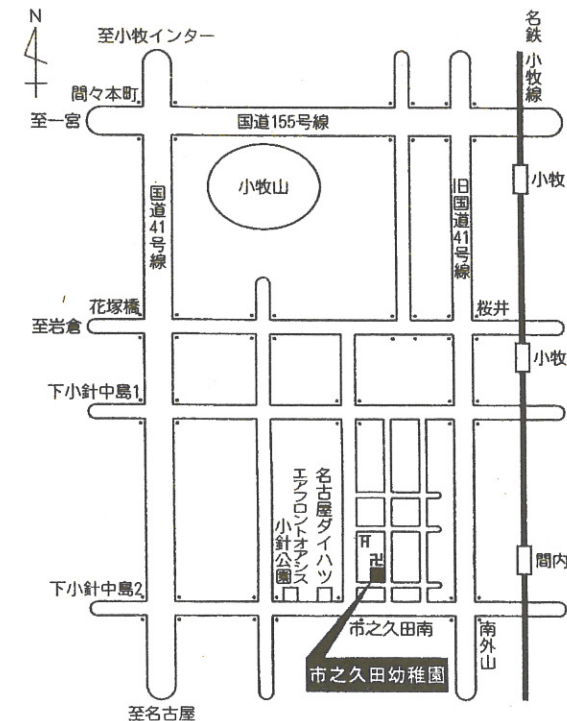 N
至小牧インター
名鉄小牧線
間々本町
至一宮
国道155号線
小牧山
小牧
国道41号線
旧国道41号線
花塚橋
桜井
至岩倉
小牧
下小針中島1
名古屋ダイハツ
エアフロントオアシス
小針公園
卍
間内
下小針中島2
市之久田南
南外山
市之久田幼稚園
至名古屋